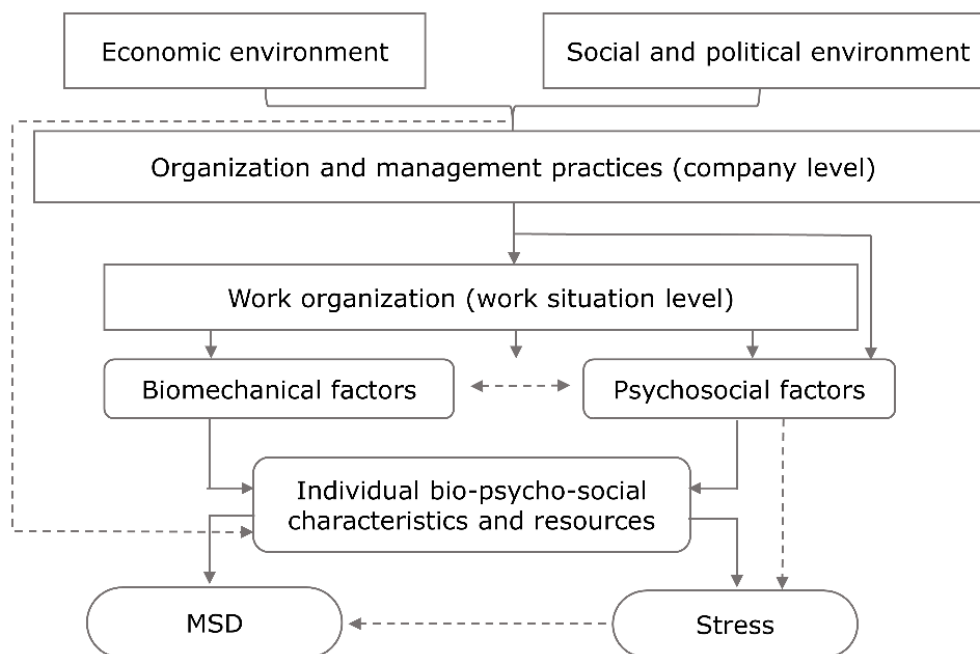 Economic environment
Social and political environment
Organization and management practices (company level)
Work organization (work situation level)
Biomechanical factors
Psychosocial factors
Individual bio-psycho-social
characteristics and resources
MSD
Stress